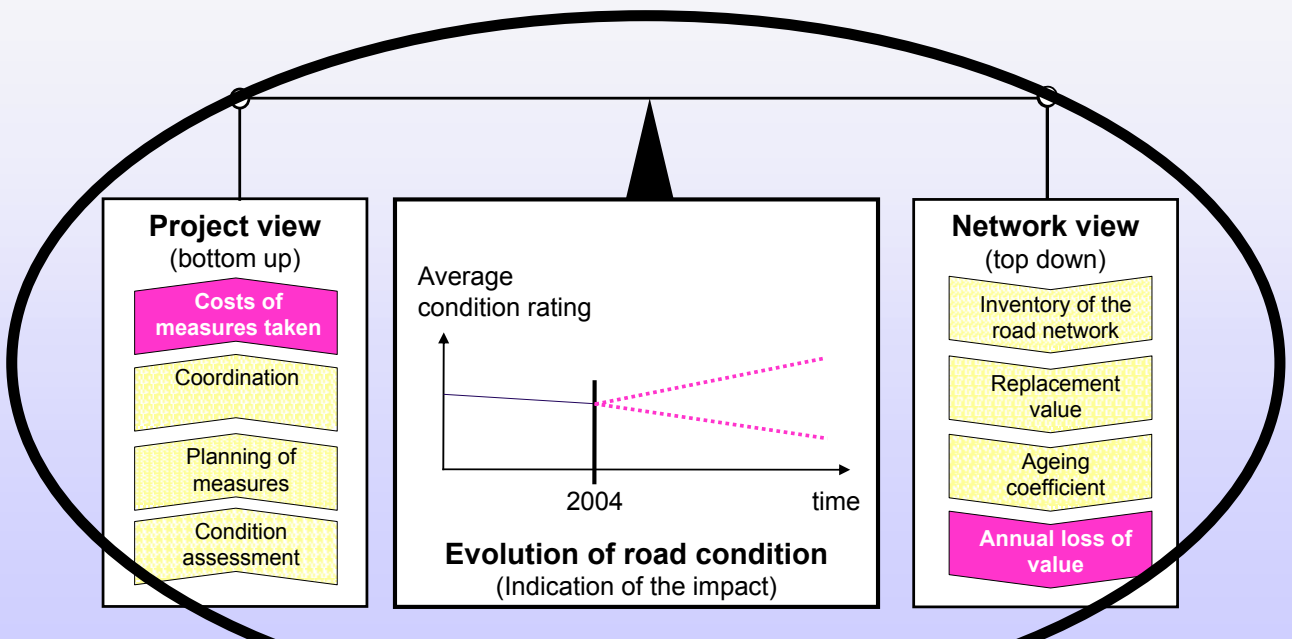 Project view
(bottom up)
Costs of
measures taken
Coordination
Planning of
measures
Condition
assessment
Average
condition rating
2004
time
Evolution of road condition
(Indication of the impact)
Network view
(top down)
Inventory of the
road network
Replacement
value
Ageing
coefficient
Annual loss of
value